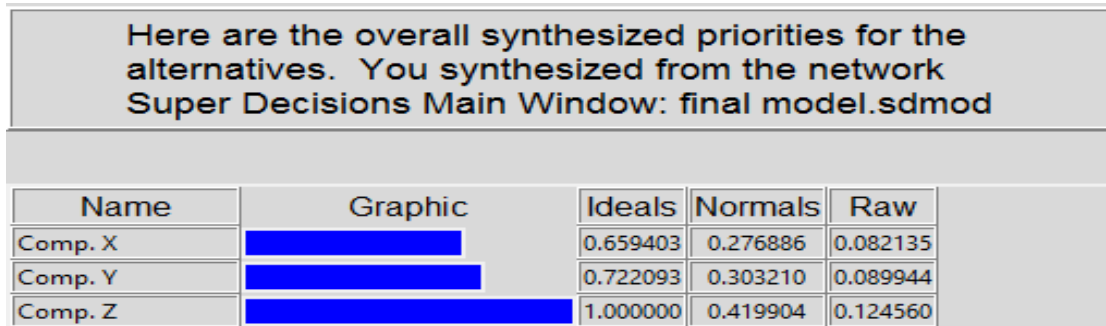 Here are the overall synthesized priorities for the
alternatives. You synthesized from the network
Super Decisions Main Window: final model.sdmod
Name Graphic Ideals Normals Raw
Comp. X 0.659403 0.276886 0.082135
Comp. Y 0.722093 0.303210 0.089944
Comp. Z 1.000000 0.419904 0.124560